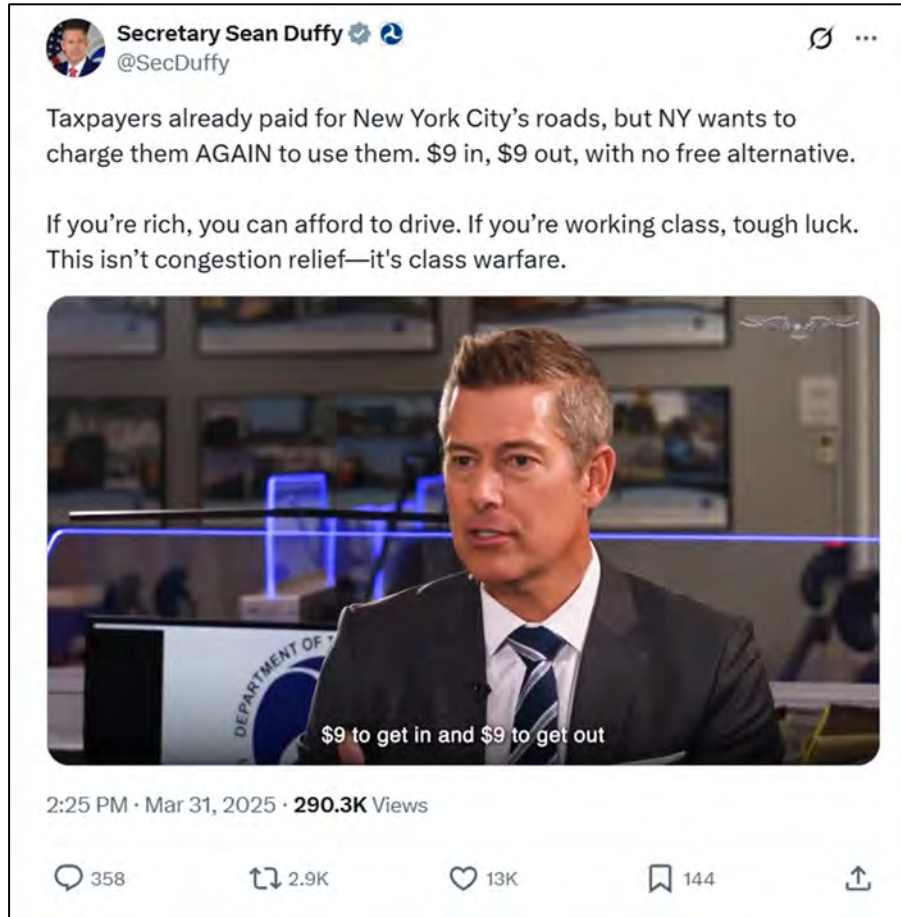 Secretary Sean Duffy
@SecDuffy
Taxpayers already paid for New York City’s roads, but NY wants to
charge them AGAIN to use them. $9 in, $9 out, with no free alternative.
If you’re rich, you can afford to drive. If you’re working class, tough luck.
This isn’t congestion relief—it's class warfare.
DEPARTMENT OF
$9 to get in and $9 to get out
2:25 PM · Mar 31, 2025 · 290.3K Views
358 2.9K 13K 144